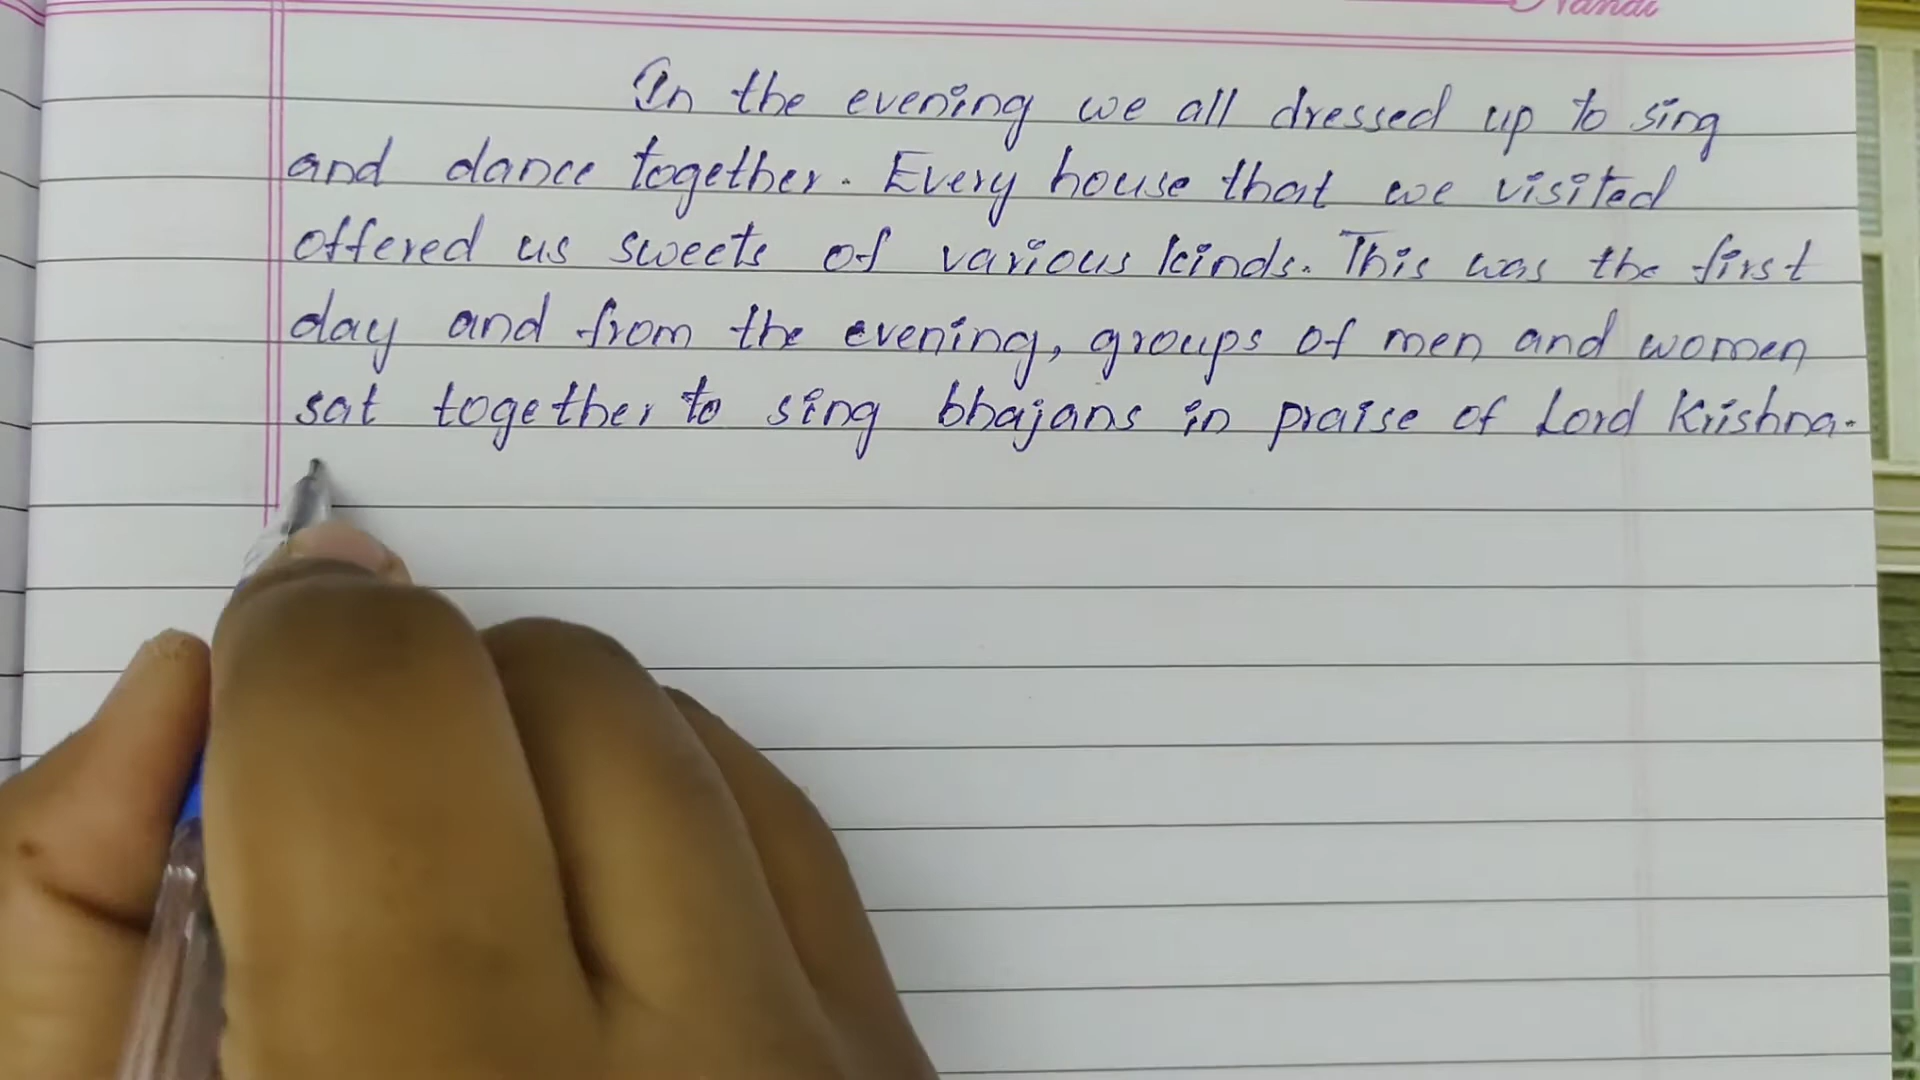 Nandi
In the evening we all dressed up to sing
and dance together. Every house that we visited
offered us sweets of various kinds. This was the first
day and from the evening, groups of men and women
sat together to sing bhajans in praise of Lord Krishna.